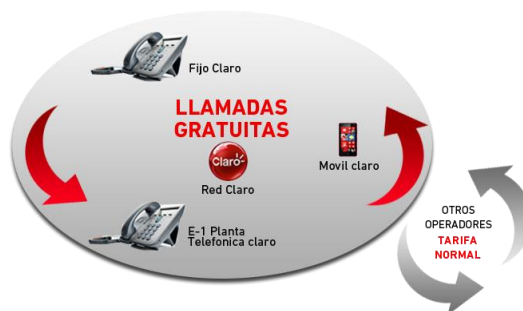 Fijo Claro
LLAMADAS
GRATUITAS
Claro
Red Claro
Movil claro
E-1 Planta
Telefonica claro
OTROS
OPERADORES
TARIFA
NORMAL